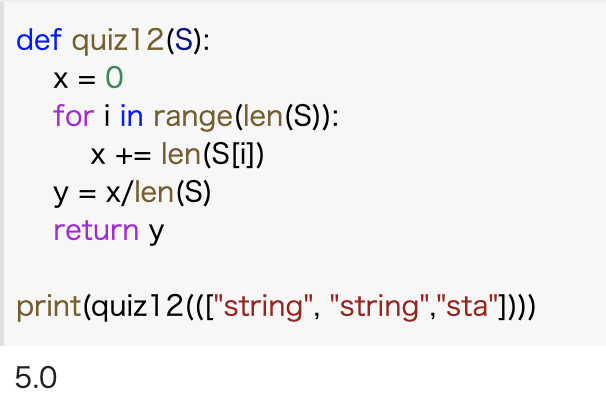 def quiz12(S):
    x = 0
    for i in range(len(S)):
        x += len(S[i])
    y = x/len(S)
    return y

print(quiz12((["string", "string","sta"])))
5.0